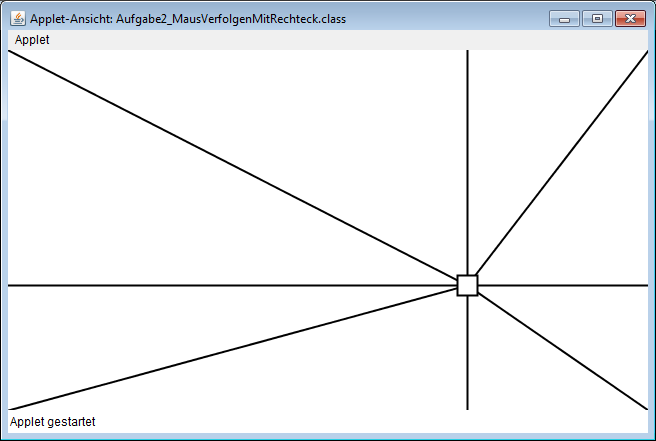 Applet-Ansicht: Aufgabe2_MausVerfolgenMitRechteck.class
Applet
Applet gestartet